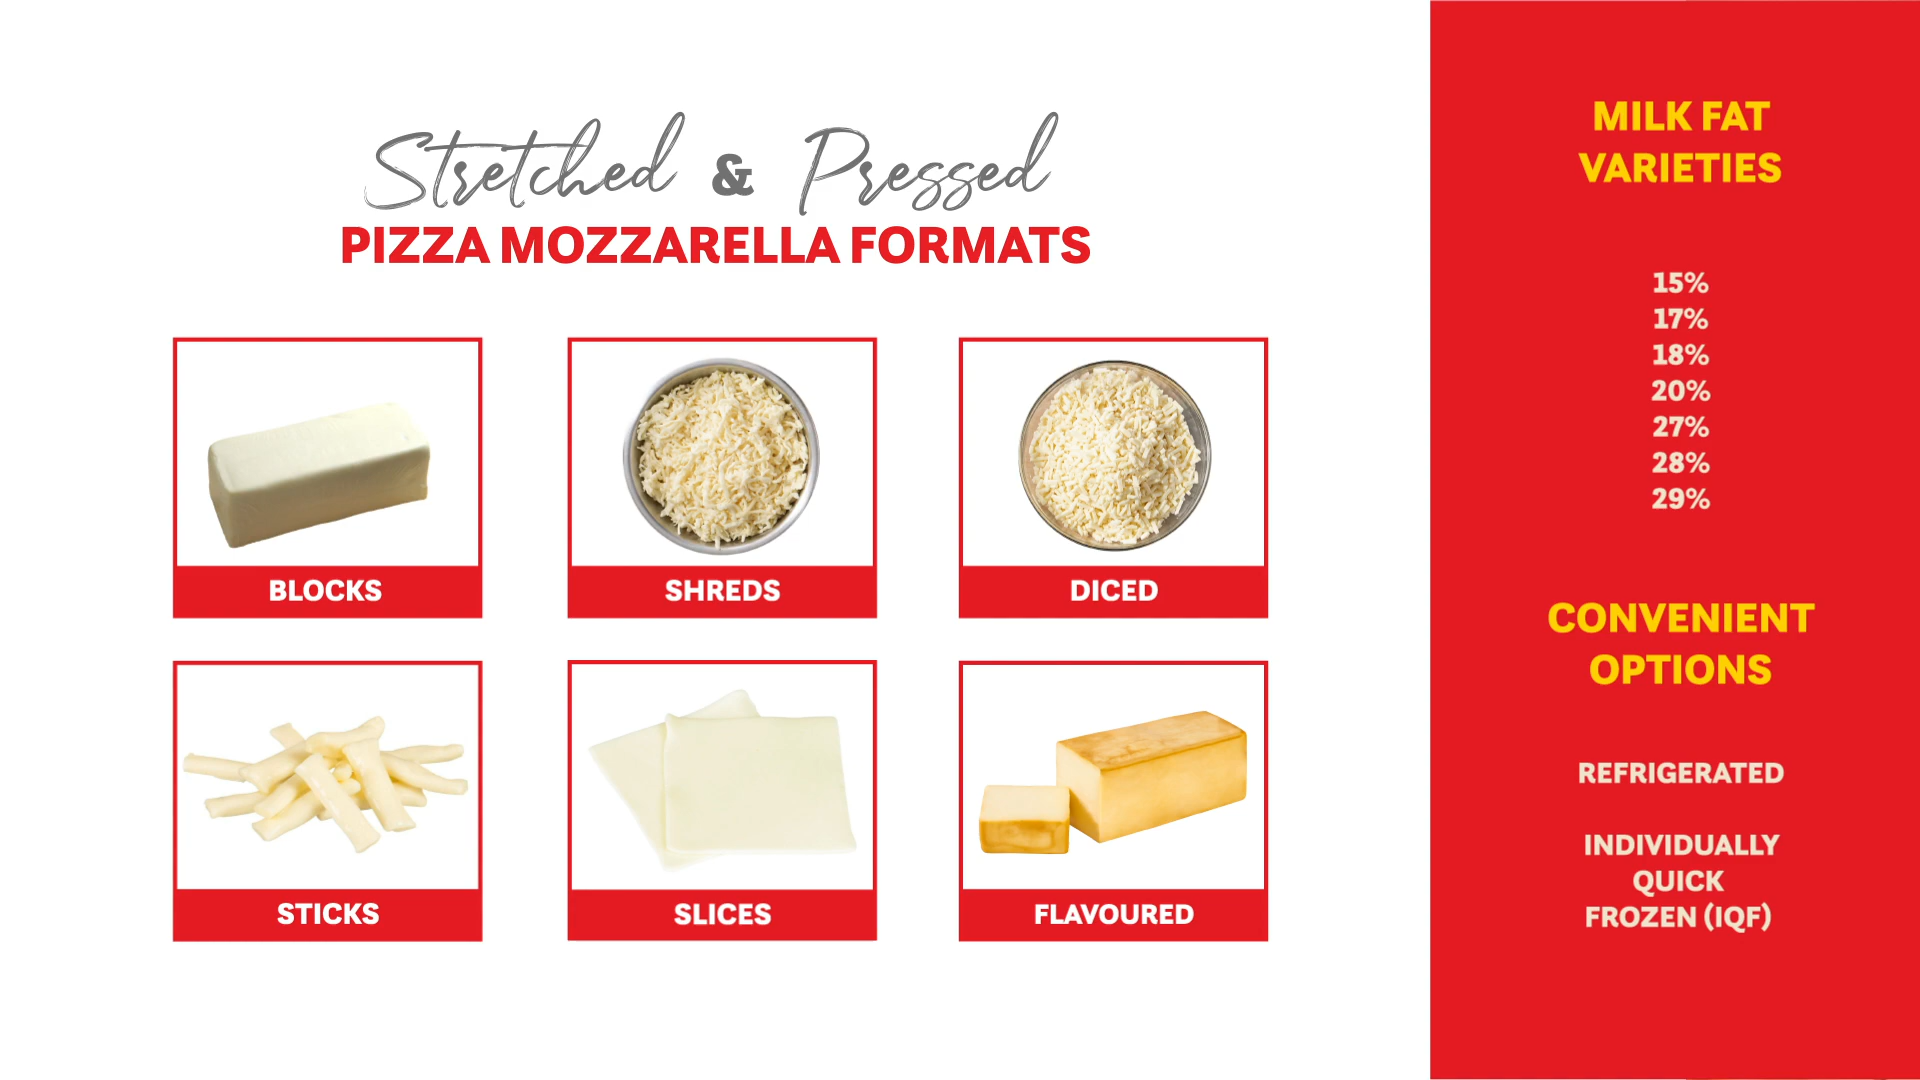 Stretched & Pressed
PIZZA MOZZARELLA FORMATS
BLOCKS
SHREDS
DICED
STICKS
SLICES
FLAVOURED
MILK FAT
VARIETIES
15%
17%
18%
20%
27%
28%
29%
CONVENIENT
OPTIONS
REFRIGERATED
INDIVIDUALLY
QUICK
FROZEN (IQF)